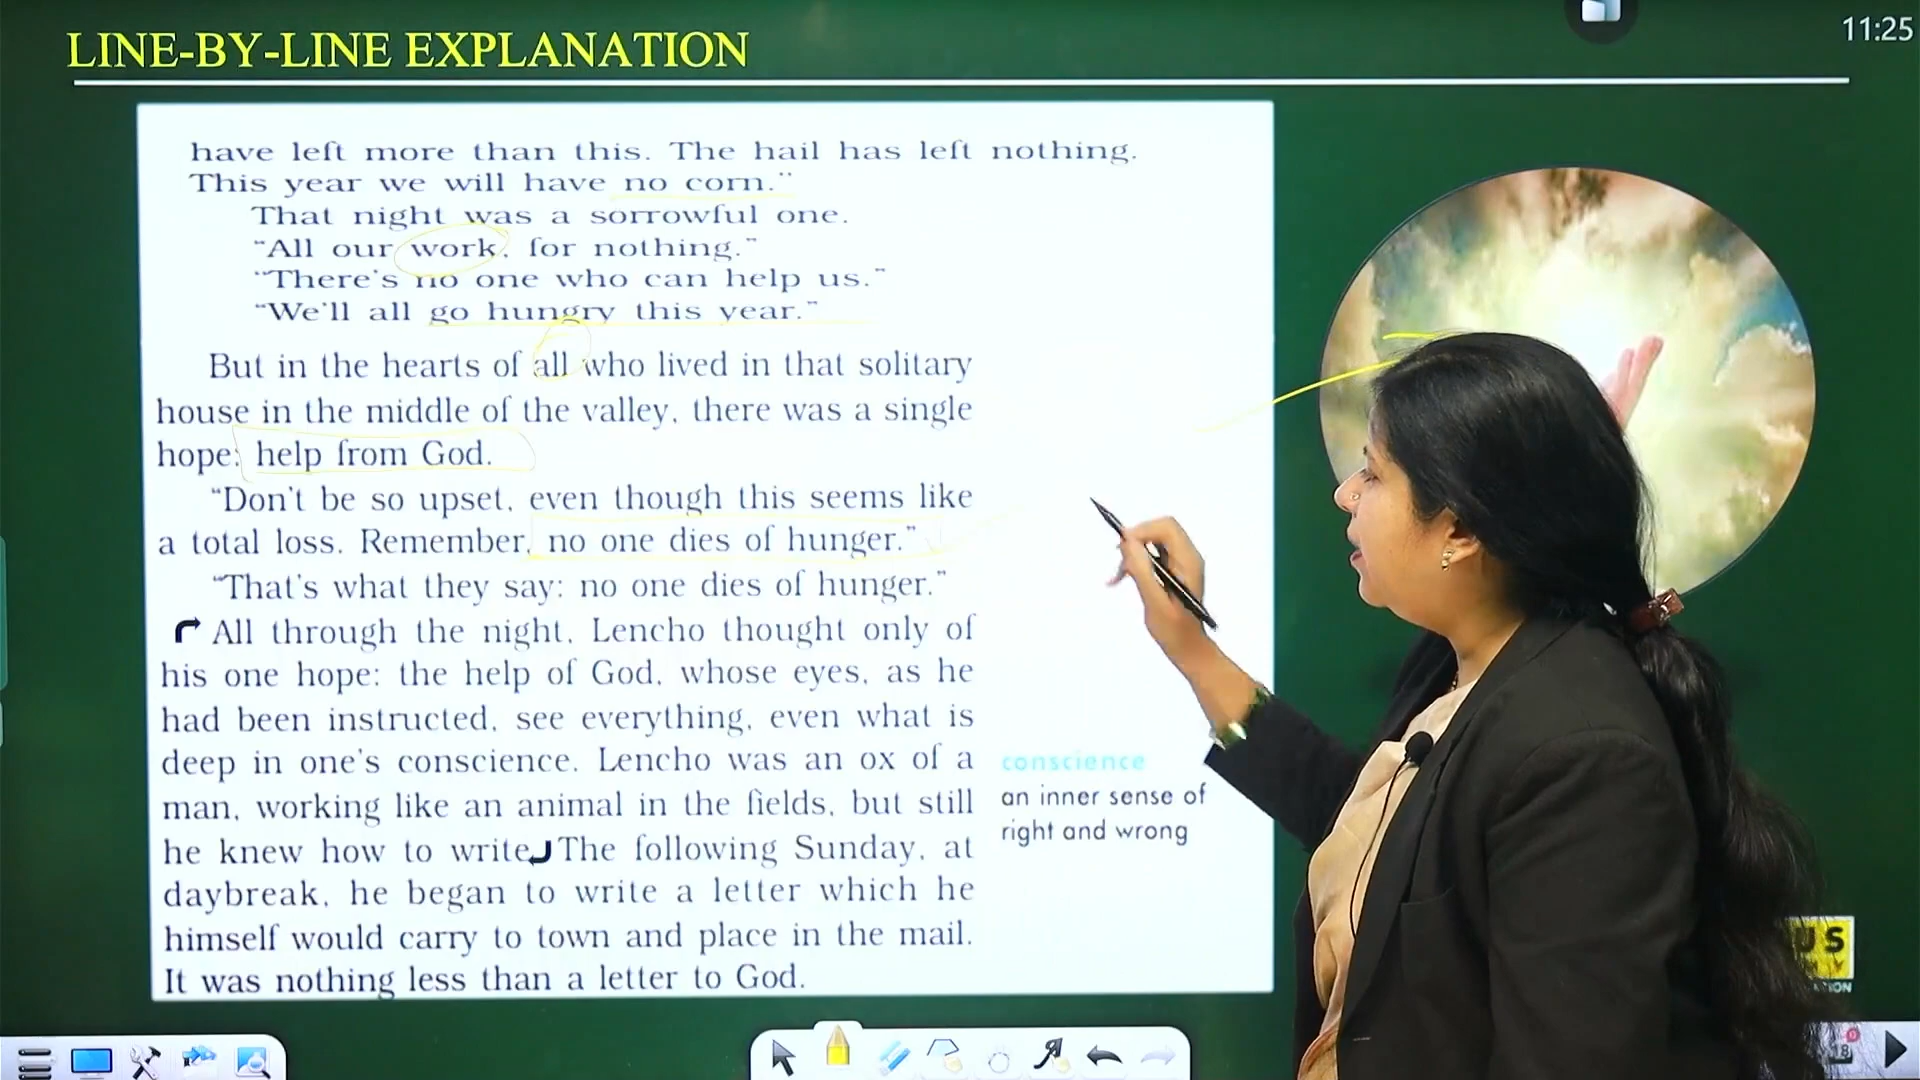 LINE-BY-LINE EXPLANATION
11:25
have left more than this. The hail has left nothing.
This year we will have no corn.”
That night was a sorrowful one.
“All our work, for nothing.”
“There's no one who can help us.”
“We'll all go hungry this year.”
But in the hearts of all who lived in that solitary
house in the middle of the valley, there was a single
hope: help from God.
“Don't be so upset, even though this seems like
a total loss. Remember, no one dies of hunger.”
“That's what they say: no one dies of hunger.”
All through the night, Lencho thought only of
his one hope: the help of God, whose eyes, as he
had been instructed, see everything, even what is
deep in one's conscience. Lencho was an ox of a
man, working like an animal in the fields, but still
he knew how to write. The following Sunday, at
daybreak, he began to write a letter which he
himself would carry to town and place in the mail.
It was nothing less than a letter to God.
conscience
an inner sense of
right and wrong
US
18